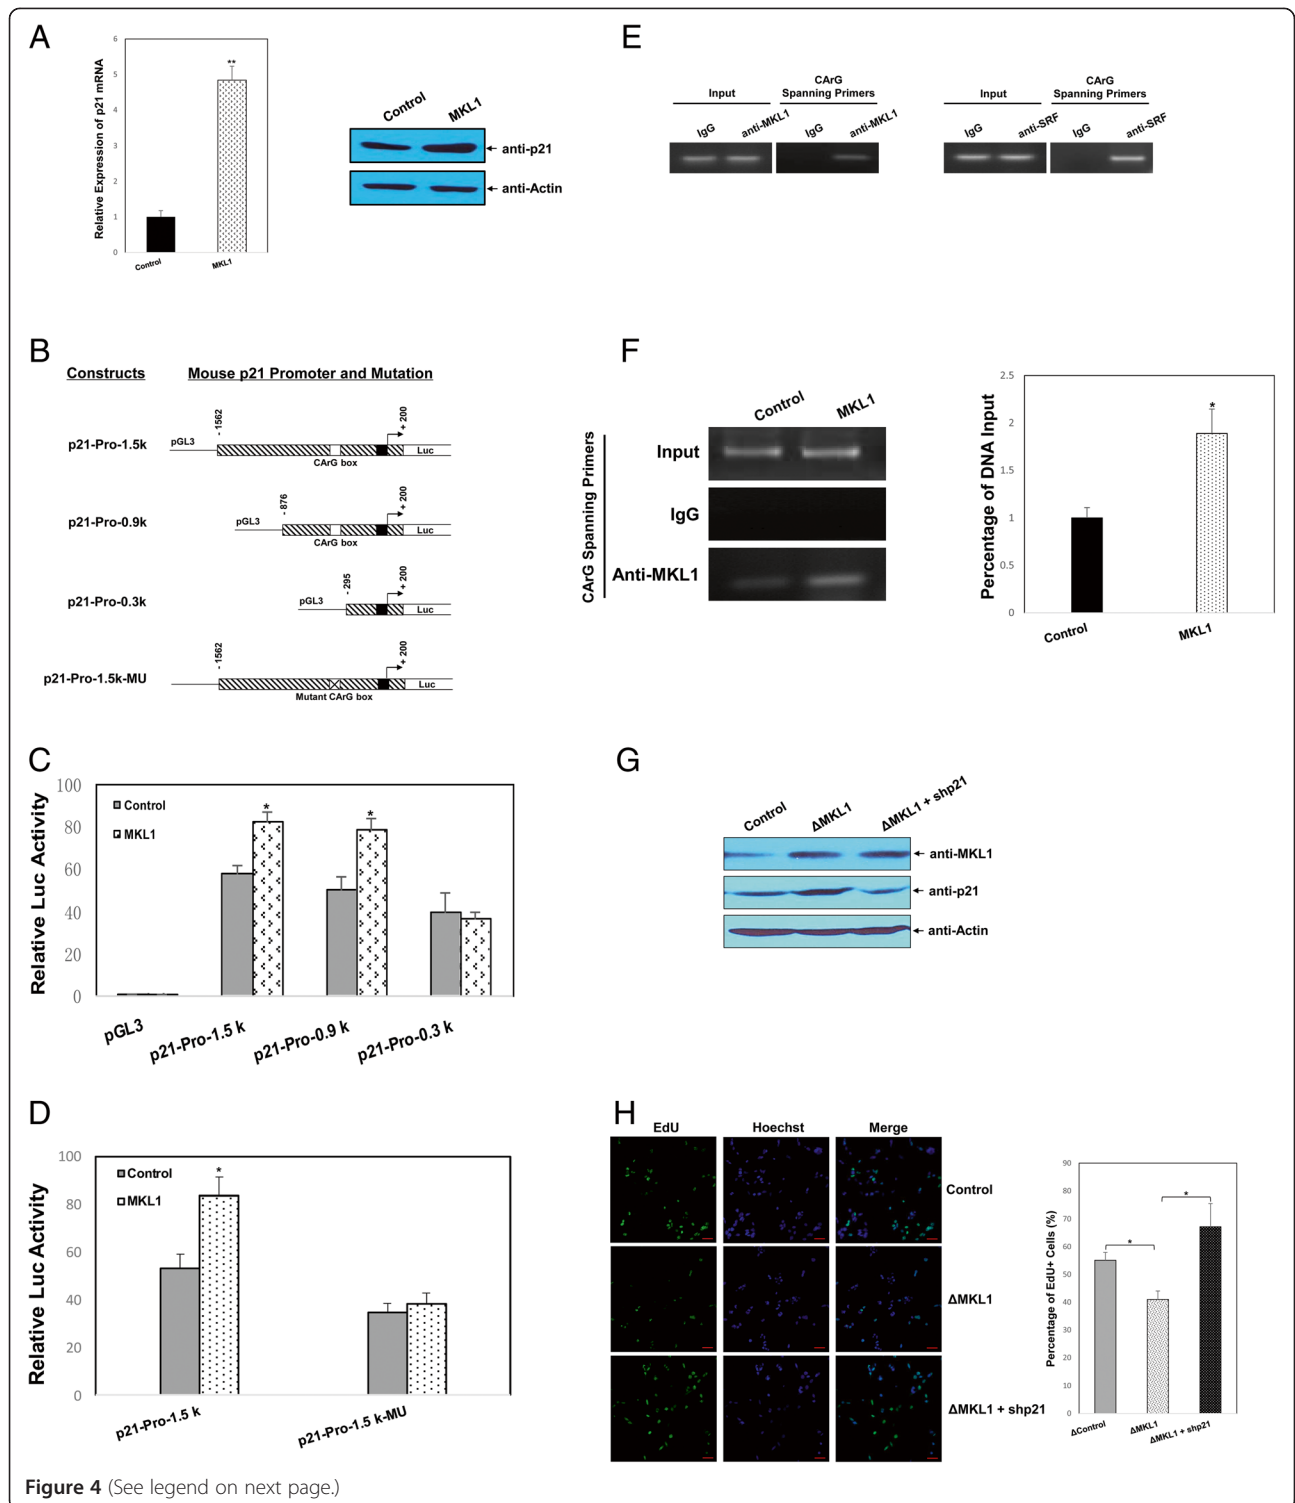 A
6
5
4
3
2
1
0
Relative Expression of p21 mRNA
**
Control
MKL1
Control
MKL1
anti-p21
anti-Actin
E
Input
CArG
Spanning Primers
IgG
anti-MKL1
IgG
anti-MKL1
Input
CArG
Spanning Primers
IgG
anti-SRF
IgG
anti-SRF
B
Constructs
Mouse p21 Promoter and Mutation
p21-Pro-1.5k
pGL3
- 1562
+ 200
Luc
CArG box
p21-Pro-0.9k
pGL3
- 876
+ 200
Luc
CArG box
p21-Pro-0.3k
pGL3
- 295
+ 200
Luc
p21-Pro-1.5k-MU
- 1562
+ 200
Luc
Mutant CArG box
F
CArG Spanning Primers
Control
MKL1
Input
IgG
Anti-MKL1
Percentage of DNA Input
2.5
2
1.5
1
0.5
0
*
Control
MKL1
C
Relative Luc Activity
100
80
60
40
20
0
Control
MKL1
*
*
pGL3
p21-Pro-1.5 k
p21-Pro-0.9 k
p21-Pro-0.3 k
G
Control
ΔMKL1
ΔMKL1 + shp21
anti-MKL1
anti-p21
anti-Actin
D
Relative Luc Activity
100
80
60
40
20
0
Control
MKL1
*
p21-Pro-1.5 k
p21-Pro-1.5 k-MU
H
EdU
Hoechst
Merge
Control
ΔMKL1
ΔMKL1 + shp21
Percentage of EdU+ Cells (%)
90
80
70
60
50
40
30
20
10
0
*
*
ΔControl
ΔMKL1
ΔMKL1 + shp21
Figure 4 (See legend on next page.)